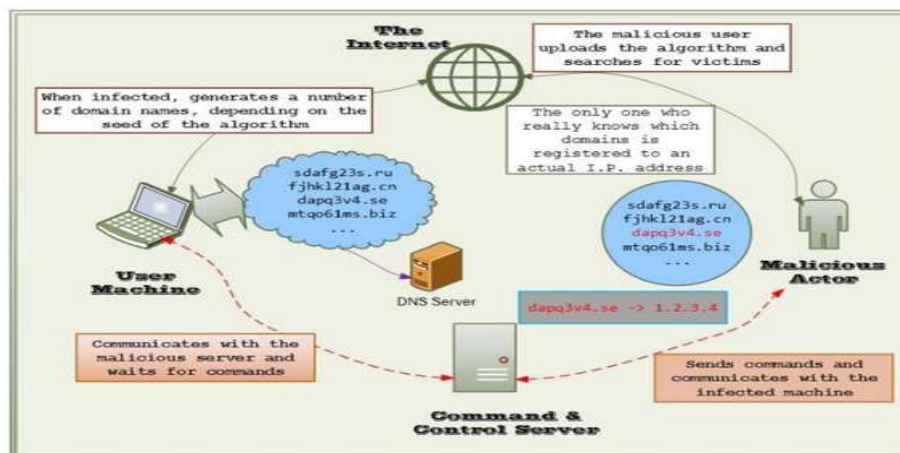 The
Internet
The malicious user
uploads the algorithm and
searches for victims
When infected, generates a number
of domain names, depending on the
seed of the algorithm
The only one who
really knows which
domains is
registered to an
actual I.P. address
sdafg23s.ru
fjhkl21ag.cn
dapq3v4.se
mtqo61ms.biz
...
sdafg23s.ru
fjhkl21ag.cn
dapq3v4.se
mtqo61ms.biz
...
User
Machine
DNS Server
Malicious
Actor
dapq3v4.se -> 1.2.3.4
Communicates with the
malicious server and
waits for commands
Sends commands and
communicates with the
infected machine
Command &
Control Server